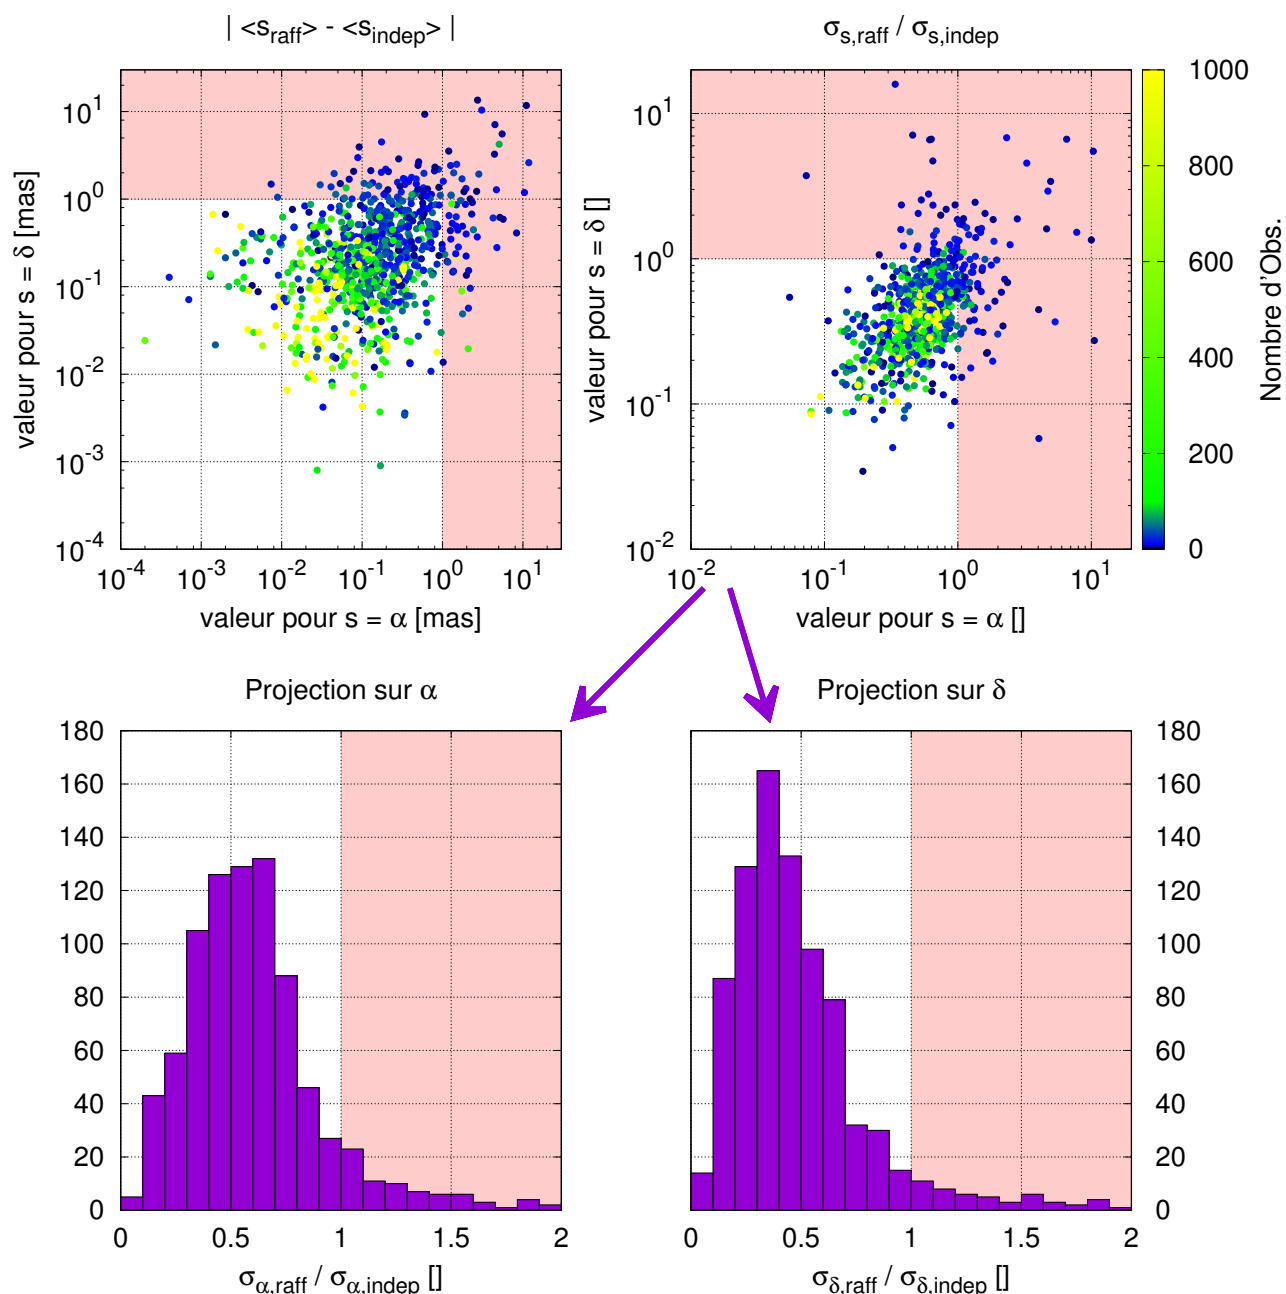 | <s_raff> - <s_indep> |
σ_s,raff / σ_s,indep
10^1
10^0
10^-1
10^-2
10^-3
10^-4
valeur pour s = δ [mas]
10^-4 10^-3 10^-2 10^-1 10^0 10^1
valeur pour s = α [mas]
10^1
10^0
10^-1
10^-2
valeur pour s = δ []
10^-2 10^-1 10^0 10^1
valeur pour s = α []
1000
800
600
400
200
0
Nombre d'Obs.
Projection sur α
180
160
140
120
100
80
60
40
20
0
0 0.5 1 1.5 2
σ_α,raff / σ_α,indep []
Projection sur δ
180
160
140
120
100
80
60
40
20
0
0 0.5 1 1.5 2
σ_δ,raff / σ_δ,indep []